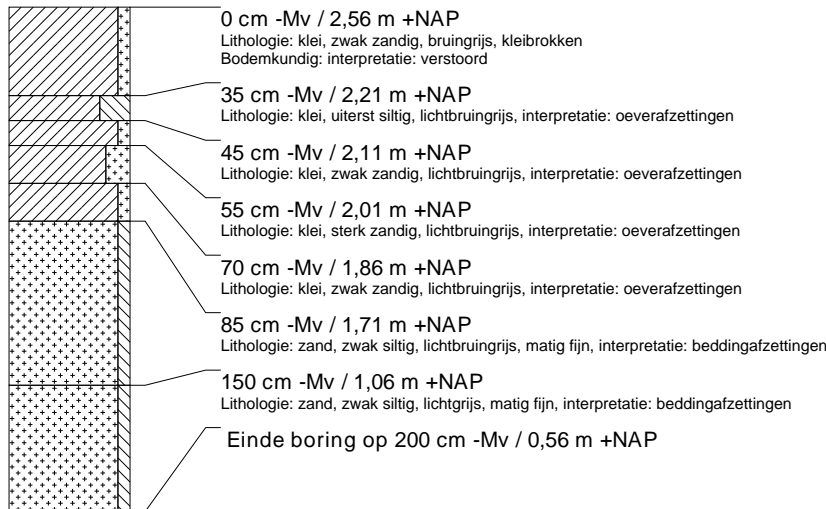 0 cm -Mv / 2,56 m +NAP
Lithologie: klei, zwak zandig, bruingrijs, kleibrokken
Bodemkundig: interpretatie: verstoord
35 cm -Mv / 2,21 m +NAP
Lithologie: klei, uiterst siltig, lichtbruingrijs, interpretatie: oeverafzettingen
45 cm -Mv / 2,11 m +NAP
Lithologie: klei, zwak zandig, lichtbruingrijs, interpretatie: oeverafzettingen
55 cm -Mv / 2,01 m +NAP
Lithologie: klei, sterk zandig, lichtbruingrijs, interpretatie: oeverafzettingen
70 cm -Mv / 1,86 m +NAP
Lithologie: klei, zwak zandig, lichtbruingrijs, interpretatie: oeverafzettingen
85 cm -Mv / 1,71 m +NAP
Lithologie: zand, zwak siltig, lichtbruingrijs, matig fijn, interpretatie: beddingafzettingen
150 cm -Mv / 1,06 m +NAP
Lithologie: zand, zwak siltig, lichtgrijs, matig fijn, interpretatie: beddingafzettingen
Einde boring op 200 cm -Mv / 0,56 m +NAP